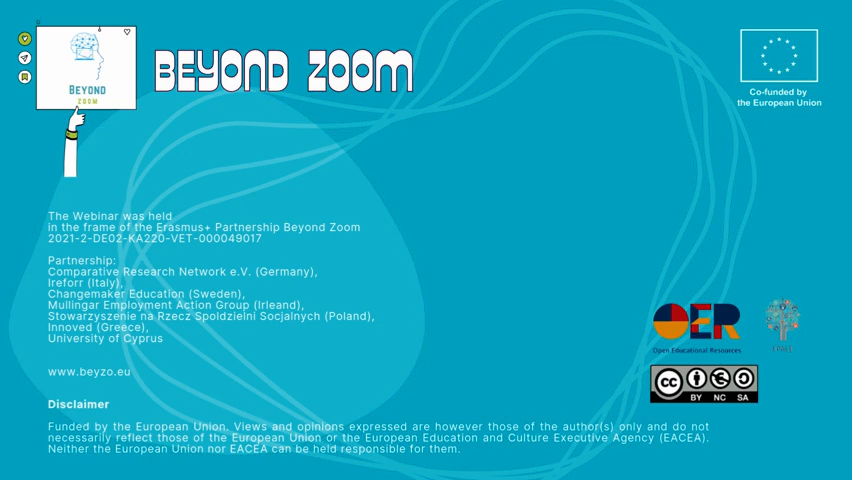 BEYOND
ZOOM
BEYOND ZOOM
Co-funded by
the European Union
The Webinar was held
in the frame of the Erasmus+ Partnership Beyond Zoom
2021-2-DE02-KA220-VET-000049017
Partnership:
Comparative Research Network e.V. (Germany),
Ireforr (Italy),
Changemaker Education (Sweden),
Mullingar Employment Action Group (Irleand),
Stowarzyszenie na Rzecz Spoldzielni Socjalnych (Poland),
Innoved (Greece),
University of Cyprus
www.beyzo.eu
OER
Open Educational Resources
cc
BY NC SA
Disclaimer
Funded by the European Union. Views and opinions expressed are however those of the author(s) only and do not
necessarily reflect those of the European Union or the European Education and Culture Executive Agency (EACEA).
Neither the European Union nor EACEA can be held responsible for them.